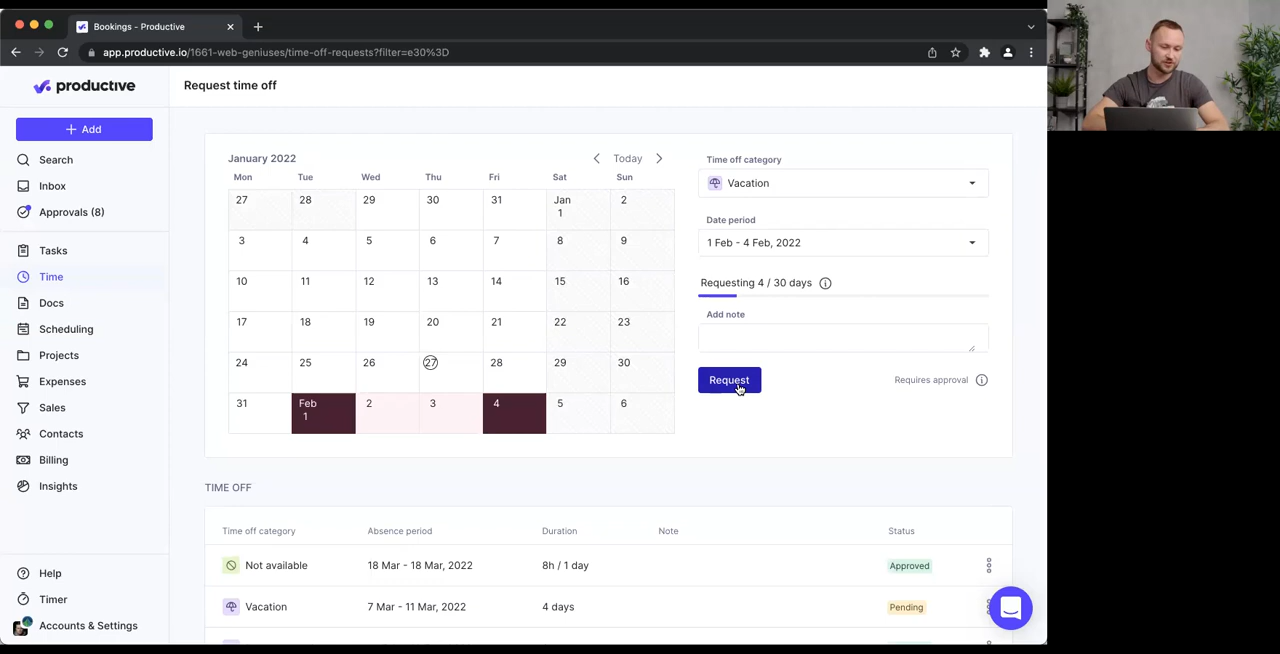 Bookings - Productive
app.productive.io/1661-web-geniuses/time-off-requests?filter=e30%3D
productive
Request time off
Add
Search
Inbox
Approvals (8)
Tasks
Time
Docs
Scheduling
Projects
Expenses
Sales
Contacts
Billing
Insights
Help
Timer
Accounts & Settings
January 2022
Today
Mon Tue Wed Thu Fri Sat Sun
27 28 29 30 31 Jan 1 2
3 4 5 6 7 8 9
10 11 12 13 14 15 16
17 18 19 20 21 22 23
24 25 26 27 28 29 30
31 Feb 1 2 3 4 5 6
Time off category
Vacation
Date period
1 Feb - 4 Feb, 2022
Requesting 4 / 30 days
Add note
Request
Requires approval
TIME OFF
Time off category Absence period Duration Note Status
Not available 18 Mar - 18 Mar, 2022 8h / 1 day Approved
Vacation 7 Mar - 11 Mar, 2022 4 days Pending